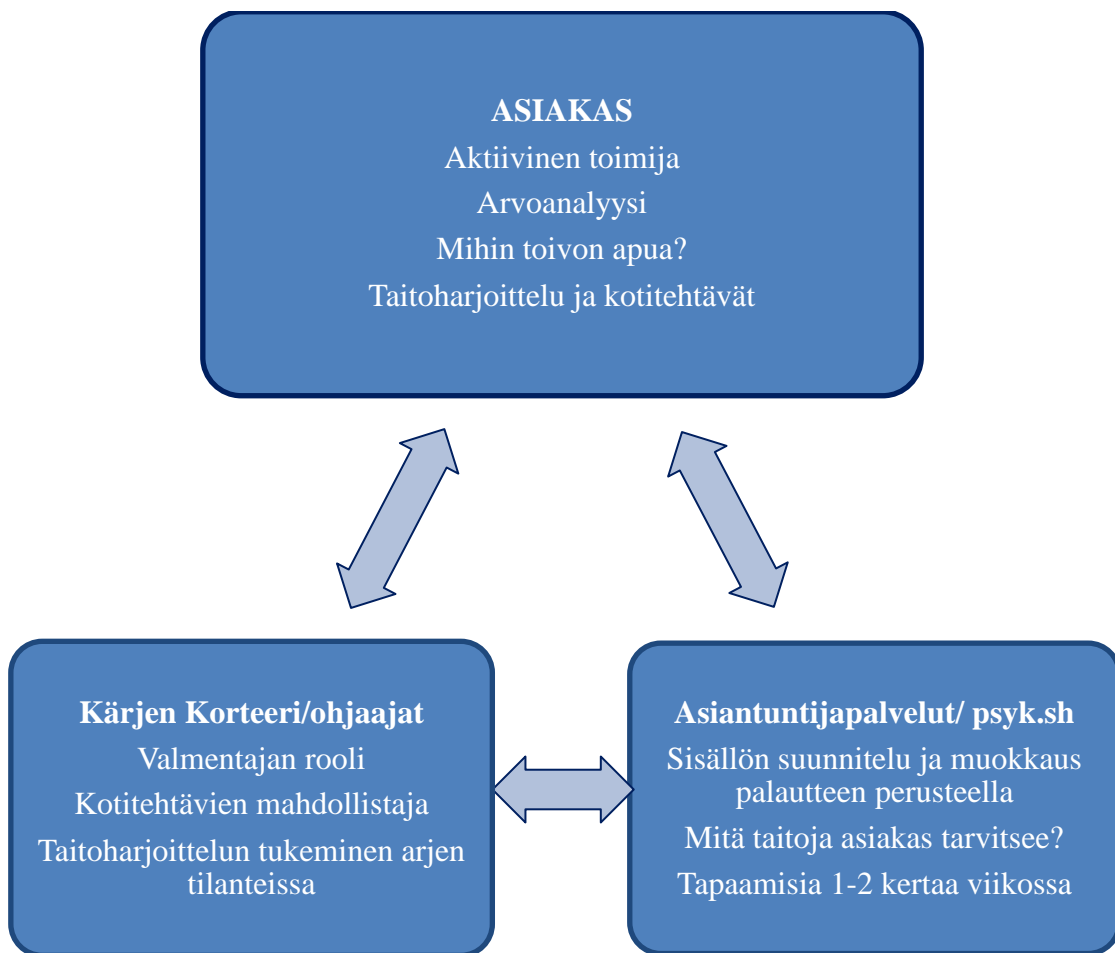 ASIAKAS
Aktiivinen toimija
Arvoanalyysi
Mihin toivon apua?
Taitoharjoittelu ja kotitehtävät
Kärjen Korteeri/ohjaajat
Valmentajan rooli
Kotitehtävien mahdollistaja
Taitoharjoittelun tukeminen arjen
tilanteissa
Asiantuntijapalvelut/ psyk.sh
Sisällön suunnitelu ja muokkaus
palautteen perusteella
Mitä taitoja asiakas tarvitsee?
Tapaamisia 1-2 kertaa viikossa